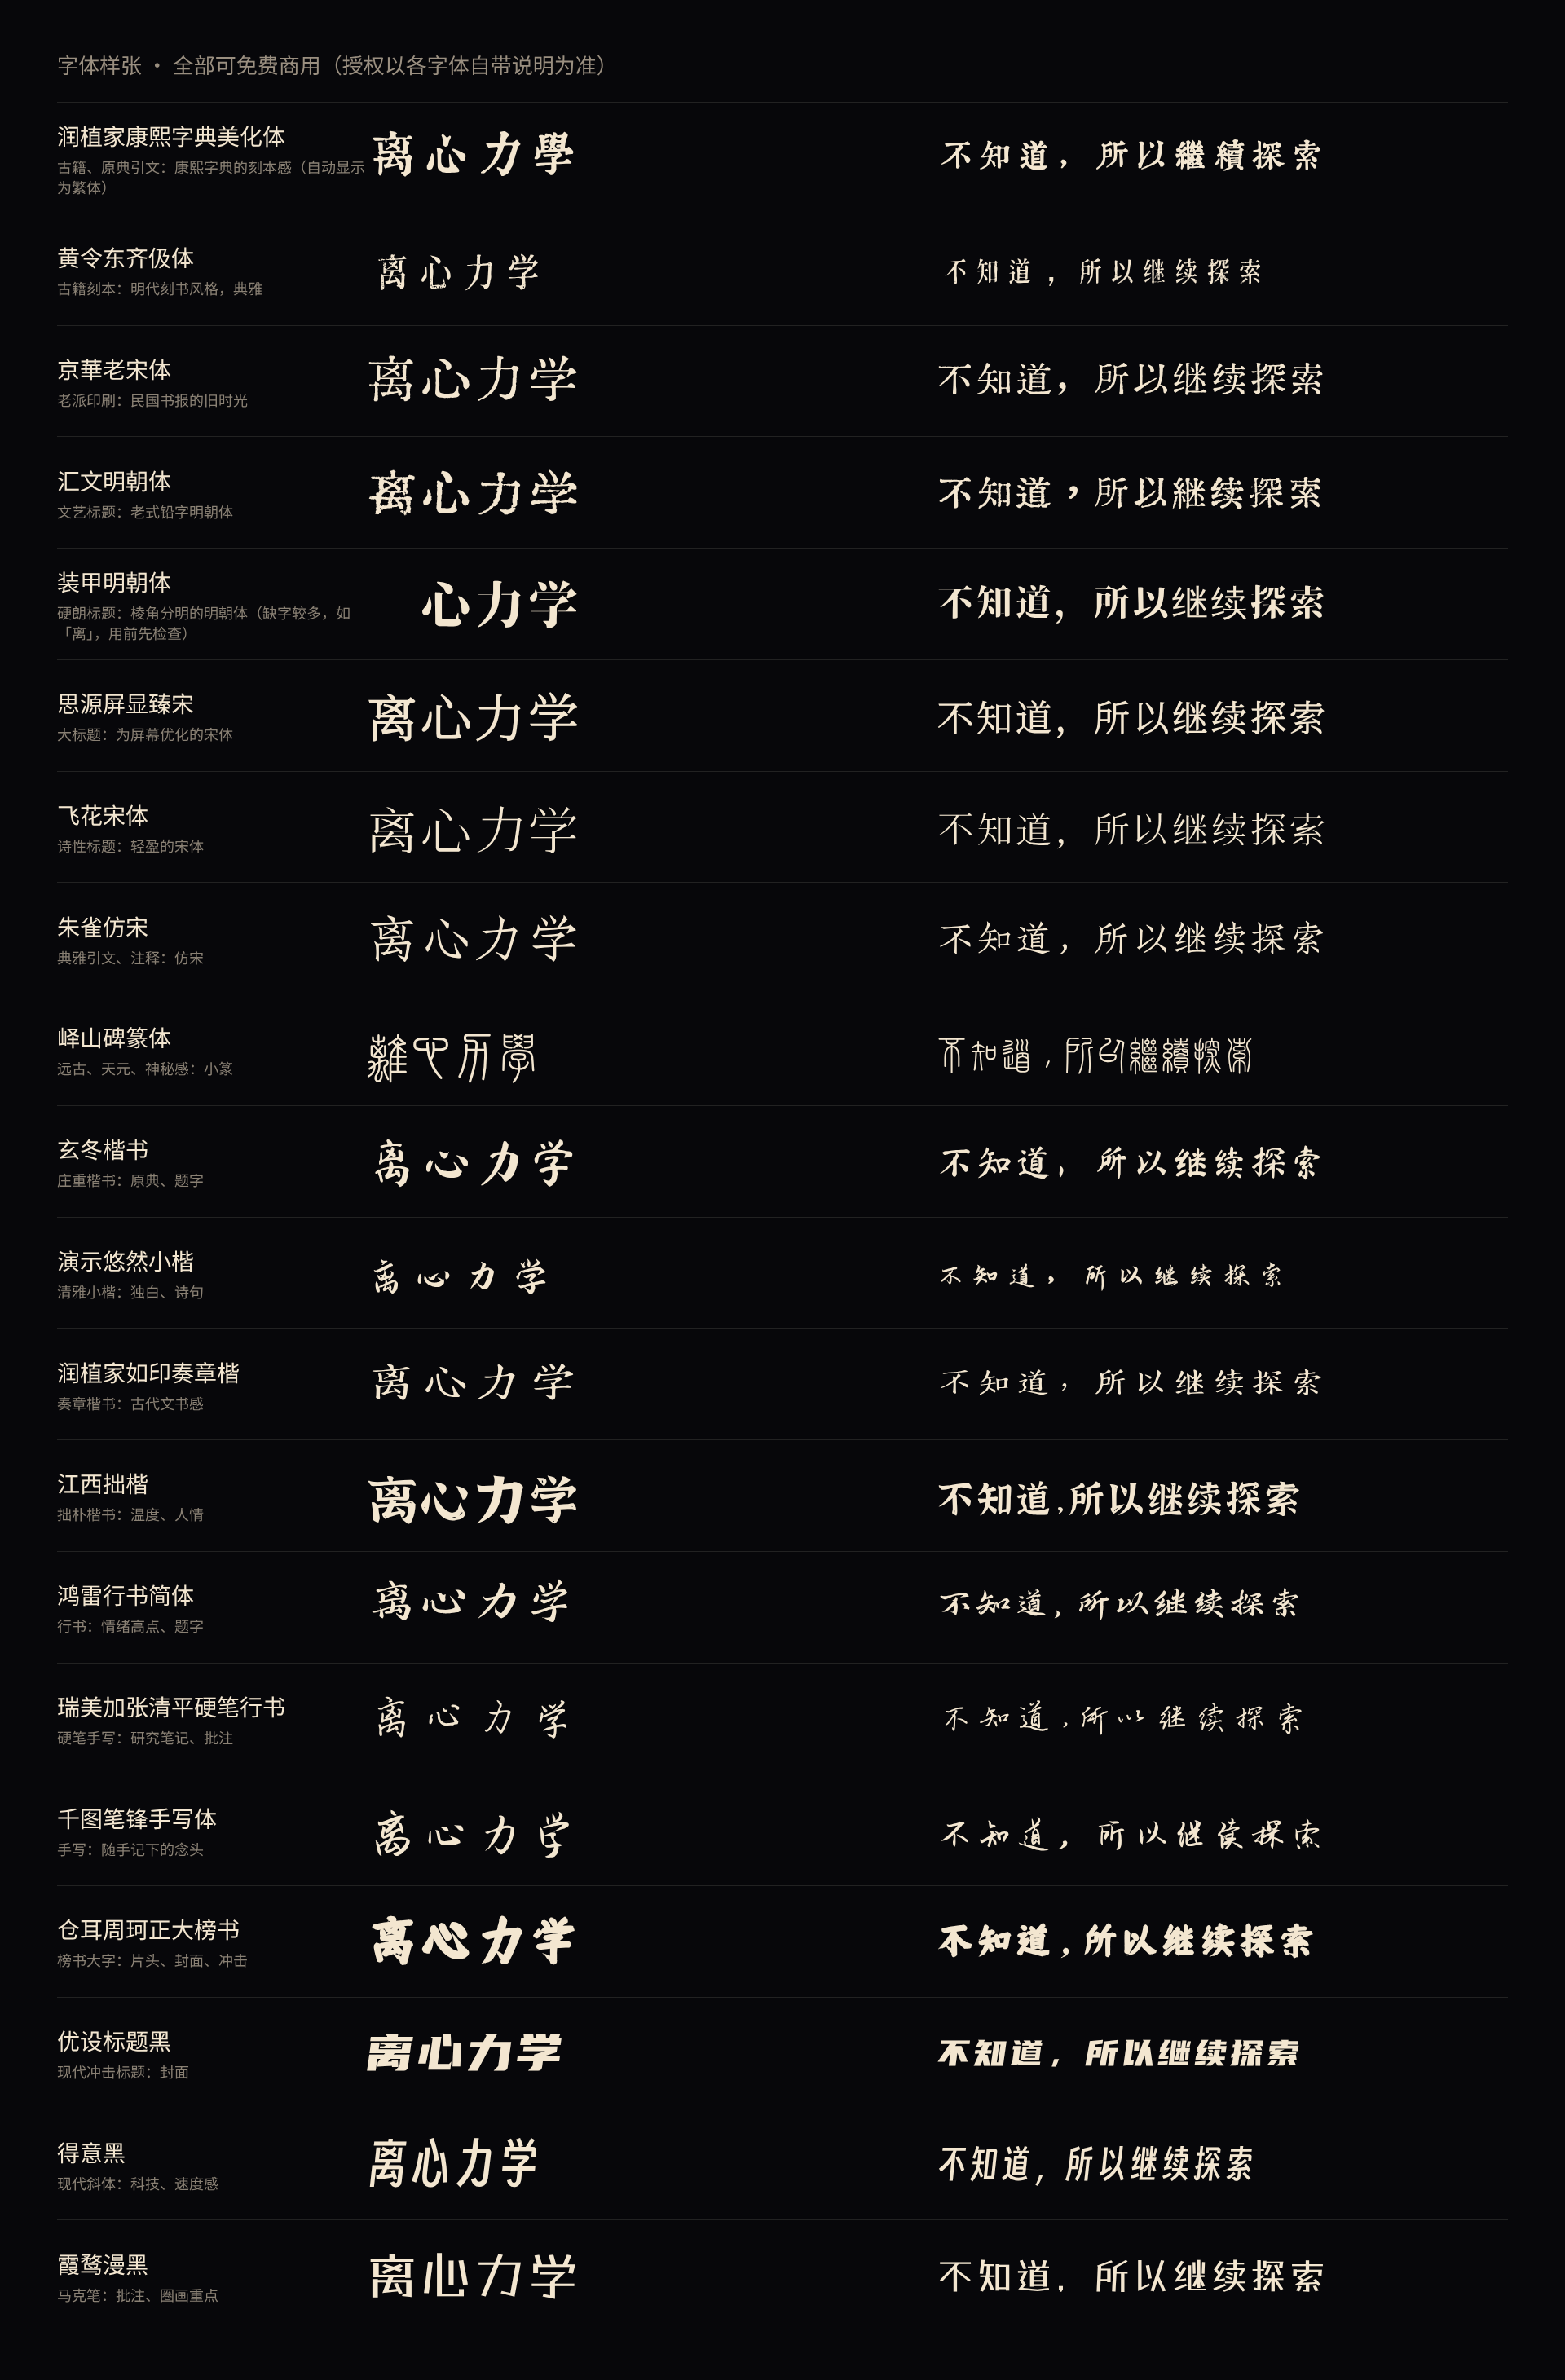 字体样张 · 全部可免费商用（授权以各字体自带说明为准）
润植家康熙字典美化体
古籍、原典引文：康熙字典的刻本感（自动显示
为繁体）
离心力學
不知道，所以繼續探索
黄令东齐伋体
古籍刻本：明代刻书风格，典雅
离心力学
不知道，所以继续探索
京華老宋体
老派印刷：民国书报的旧时光
离心力学
不知道，所以继续探索
汇文明朝体
文艺标题：老式铅字明朝体
离心力学
不知道，所以継续探索
装甲明朝体
硬朗标题：棱角分明的明朝体（缺字较多，如
「离」，用前先检查）
心力学
不知道，所以继续探索
思源屏显臻宋
大标题：为屏幕优化的宋体
离心力学
不知道，所以继续探索
飞花宋体
诗性标题：轻盈的宋体
离心力学
不知道，所以继续探索
朱雀仿宋
典雅引文、注释：仿宋
离心力学
不知道，所以继续探索
峄山碑篆体
远古、天元、神秘感：小篆
離心力學
不知道，所以繼續探索
玄冬楷书
庄重楷书：原典、题字
离心力学
不知道，所以继续探索
演示悠然小楷
清雅小楷：独白、诗句
离心力学
不知道，所以继续探索
润植家如印奏章楷
奏章楷书：古代文书感
离心力学
不知道，所以继续探索
江西拙楷
拙朴楷书：温度、人情
离心力学
不知道,所以继续探索
鸿雷行书简体
行书：情绪高点、题字
离心力学
不知道,所以继续探索
瑞美加张清平硬笔行书
硬笔手写：研究笔记、批注
离心力学
不知道,所以继续探索
千图笔锋手写体
手写：随手记下的念头
离心力学
不知道，所以继续探索
仓耳周珂正大榜书
榜书大字：片头、封面、冲击
离心力学
不知道,所以继续探索
优设标题黑
现代冲击标题：封面
离心力学
不知道，所以继续探索
得意黑
现代斜体：科技、速度感
离心力学
不知道，所以继续探索
霞鹜漫黑
马克笔：批注、圈画重点
离心力学
不知道，所以继续探索